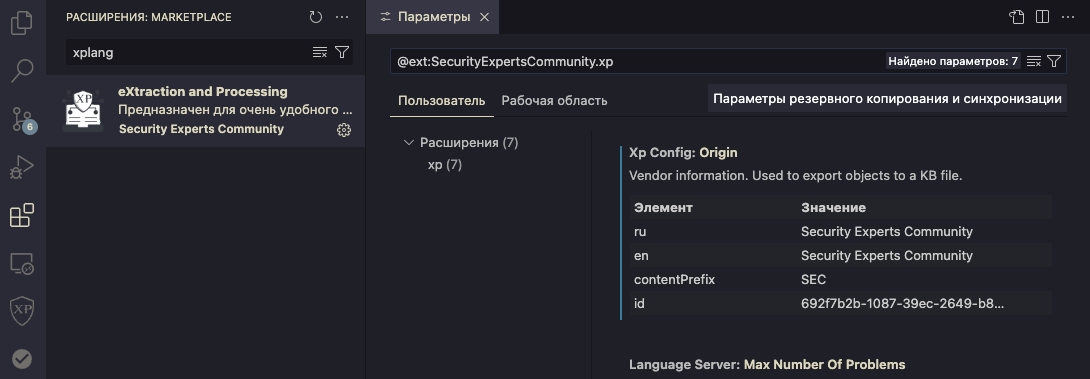 РАСШИРЕНИЯ: MARKETPLACE
xplang
XP
eXtraction and Processing
Предназначен для очень удобного ...
Security Experts Community
6
XP
Параметры
@ext:SecurityExpertsCommunity.xp
Найдено параметров: 7
Пользователь
Рабочая область
Параметры резервного копирования и синхронизации
Расширения (7)
xp (7)
Xp Config: Origin
Vendor information. Used to export objects to a KB file.
Элемент Значение
ru Security Experts Community
en Security Experts Community
contentPrefix SEC
id 692f7b2b-1087-39ec-2649-b8...
Language Server: Max Number Of Problems